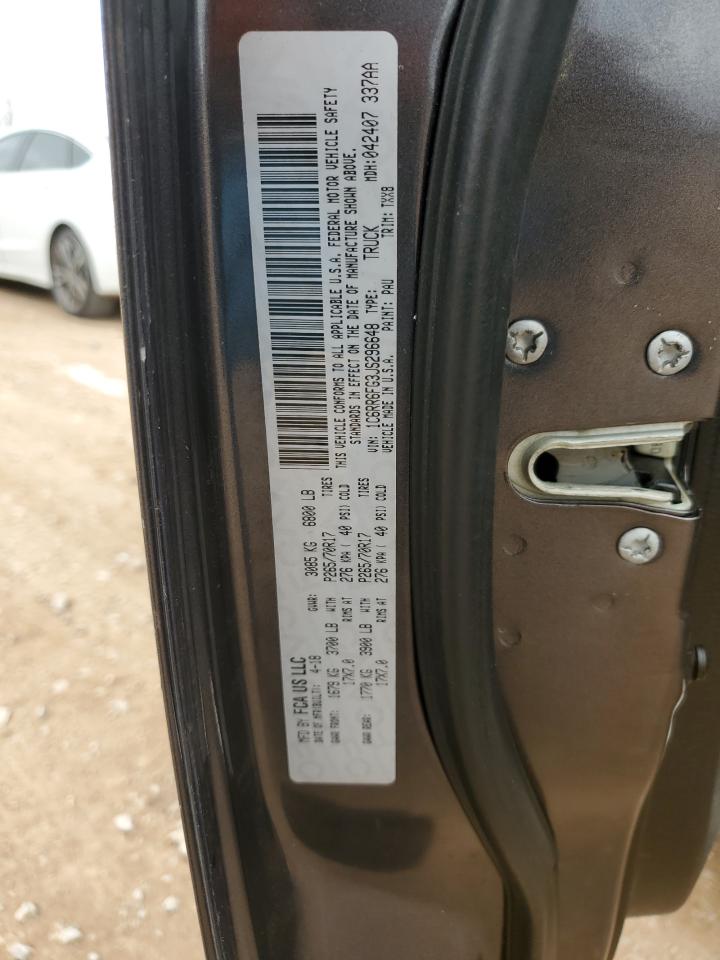 MFD BY FCA US LLC
DATE OF MFR(BUILT): 4-18 GVWR: 3085 KG 6800 LB
GAWR FRONT: 1679 KG 3700 LB WITH P265/70R17 TIRES
17X7.0 RIMS AT 276 KPA ( 40 PSI) COLD
GAWR REAR: 1770 KG 3900 LB WITH P265/70R17 TIRES
17X7.0 RIMS AT 276 KPA ( 40 PSI) COLD
THIS VEHICLE CONFORMS TO ALL APPLICABLE U.S.A. FEDERAL MOTOR VEHICLE SAFETY
STANDARDS IN EFFECT ON THE DATE OF MANUFACTURE SHOWN ABOVE.
VIN: 1C6RR6FG3JS296648 TYPE: TRUCK MDH:042407 337AA
VEHICLE MADE IN U.S.A. PAINT: PAU TRIM: TXX8